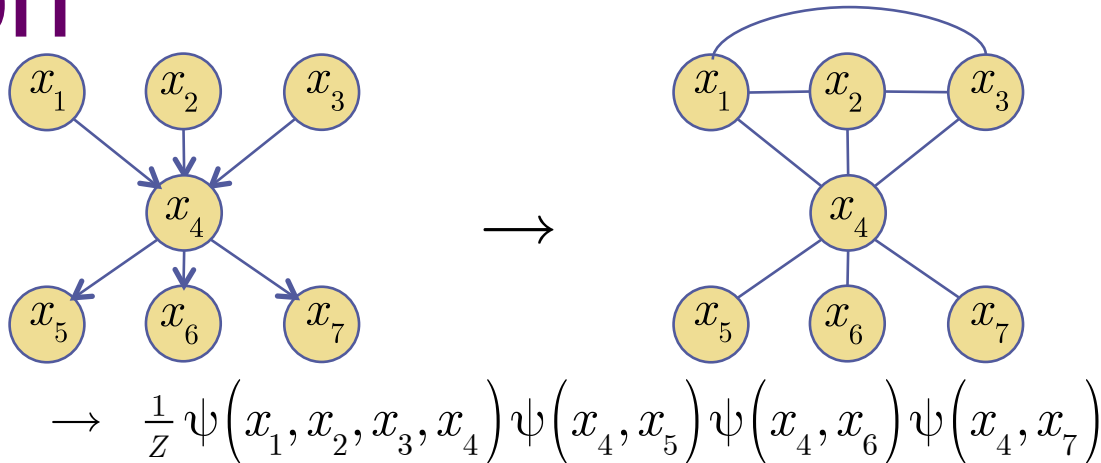 x₁ x₂ x₃ x₁ x₂ x₃
x₄ → x₄
x₅ x₆ x₇ x₅ x₆ x₇
→ 1/Z ψ(x₁, x₂, x₃, x₄) ψ(x₄, x₅) ψ(x₄, x₆) ψ(x₄, x₇)